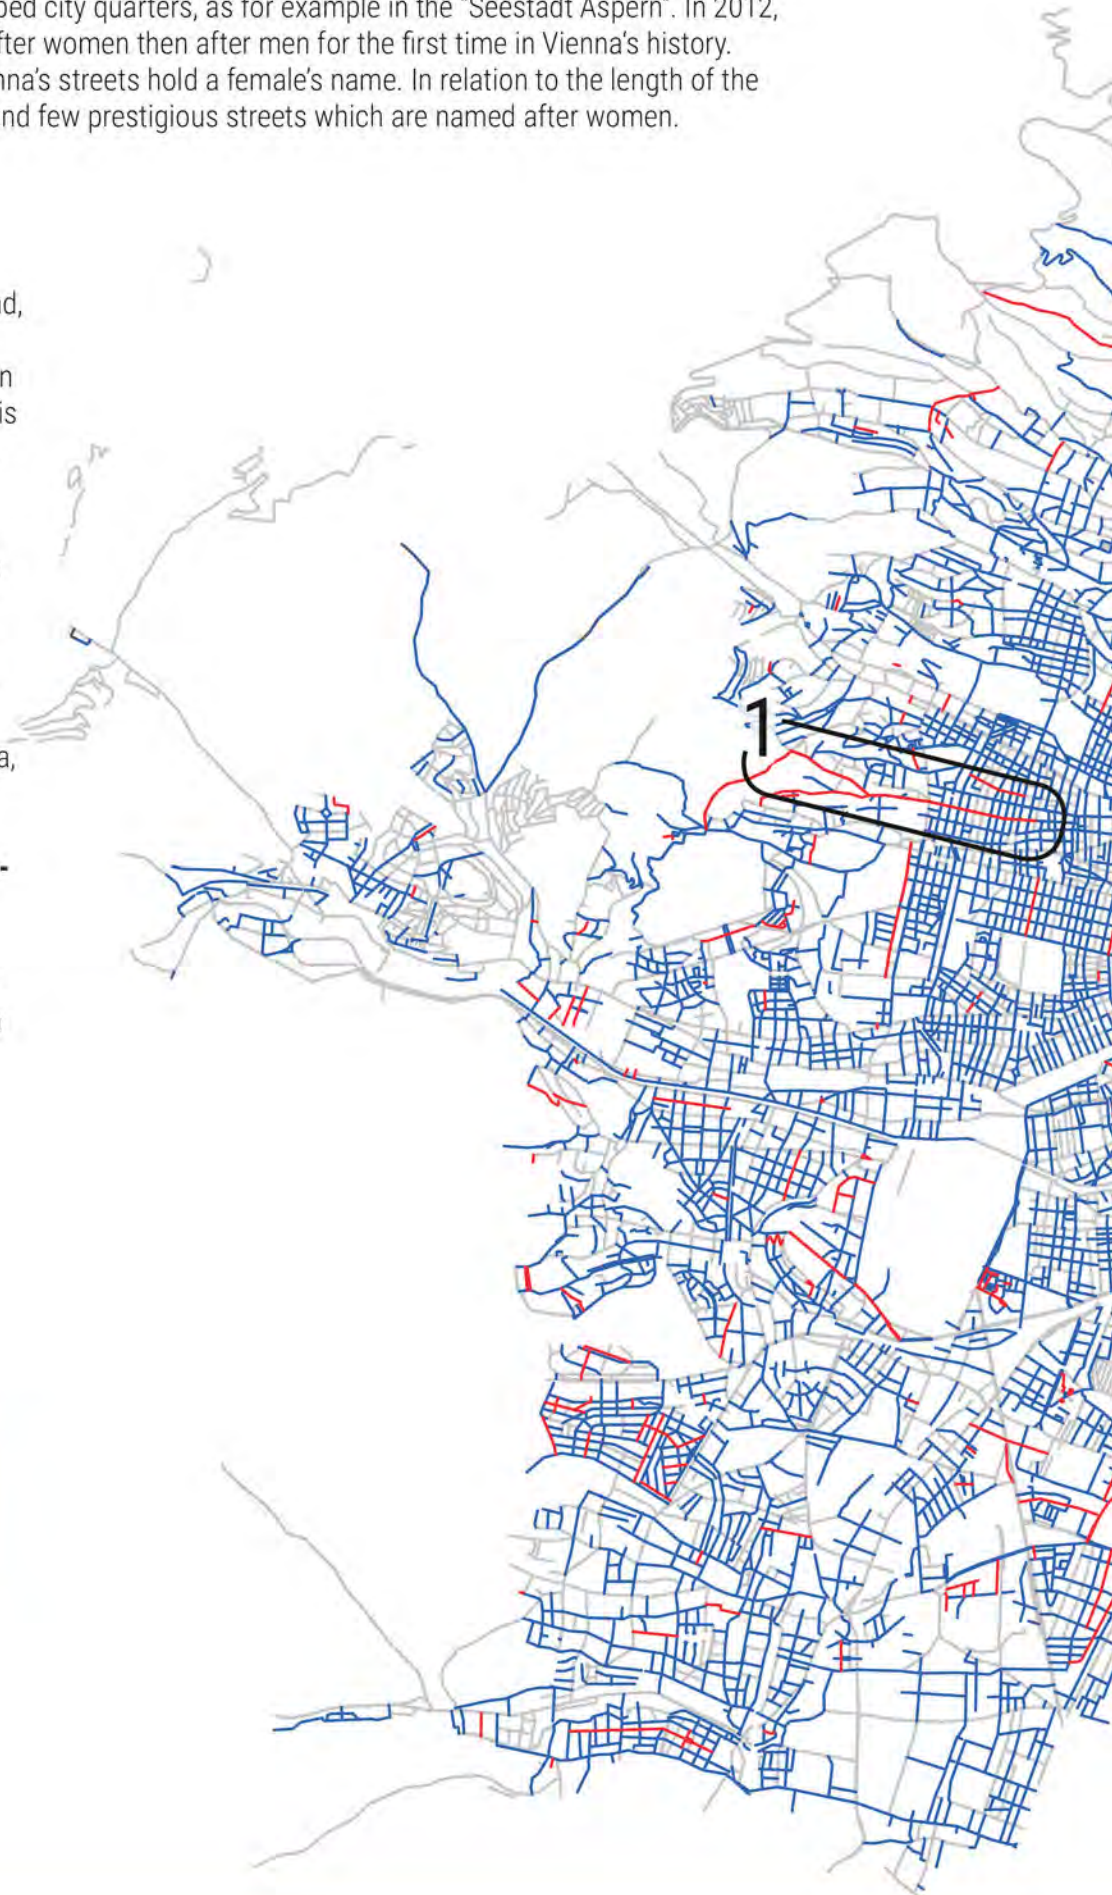 ped city quarters, as for example in the "Seestadt Aspern". In 2012,
fter women then after men for the first time in Vienna's history.
nna's streets hold a female's name. In relation to the length of the
nd few prestigious streets which are named after women.
d,
n
is
a,
-
1